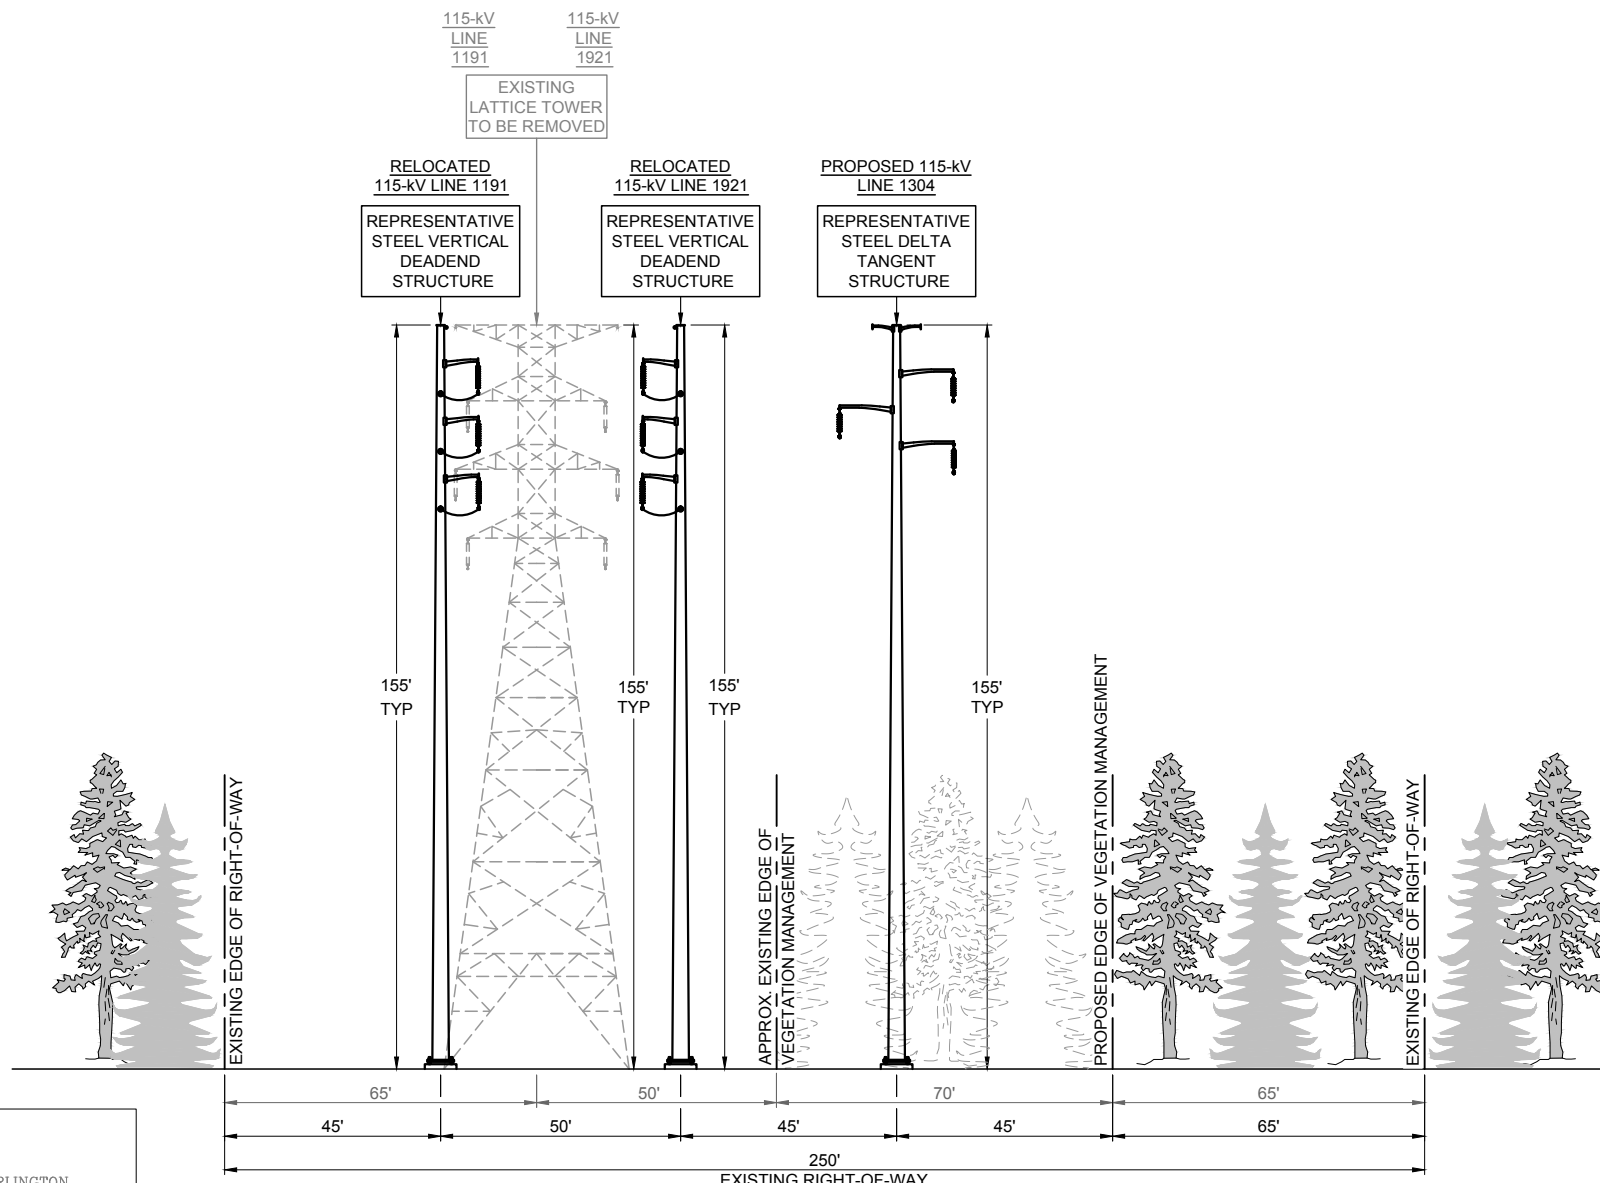 115-kV
LINE
1191
115-kV
LINE
1921
EXISTING
LATTICE TOWER
TO BE REMOVED
RELOCATED
115-kV LINE 1191
RELOCATED
115-kV LINE 1921
PROPOSED 115-kV
LINE 1304
REPRESENTATIVE
STEEL VERTICAL
DEADEND
STRUCTURE
REPRESENTATIVE
STEEL VERTICAL
DEADEND
STRUCTURE
REPRESENTATIVE
STEEL DELTA
TANGENT
STRUCTURE
155'
TYP
155'
TYP
155'
TYP
155'
TYP
EXISTING EDGE OF RIGHT-OF-WAY
APPROX. EXISTING EDGE OF
VEGETATION MANAGEMENT
PROPOSED EDGE OF VEGETATION MANAGEMENT
EXISTING EDGE OF RIGHT-OF-WAY
65'
50'
70'
65'
45'
50'
45'
45'
65'
250'
EXISTING RIGHT-OF-WAY